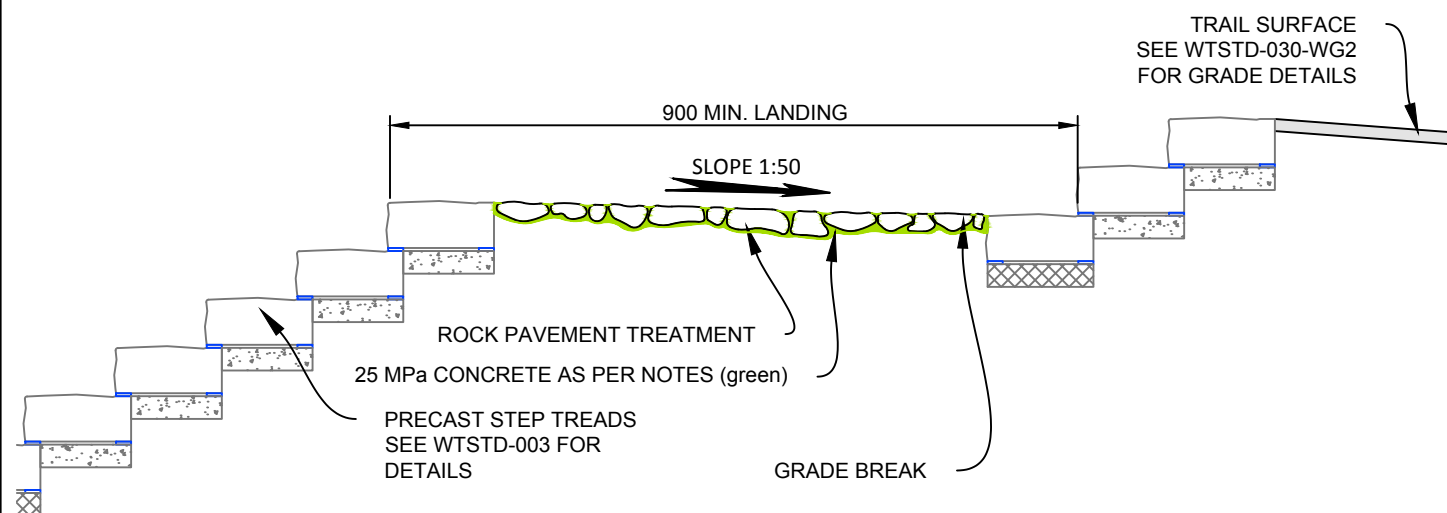 TRAIL SURFACE
SEE WTSTD-030-WG2
FOR GRADE DETAILS
900 MIN. LANDING
SLOPE 1:50
ROCK PAVEMENT TREATMENT
25 MPa CONCRETE AS PER NOTES (green)
PRECAST STEP TREADS
SEE WTSTD-003 FOR
DETAILS
GRADE BREAK